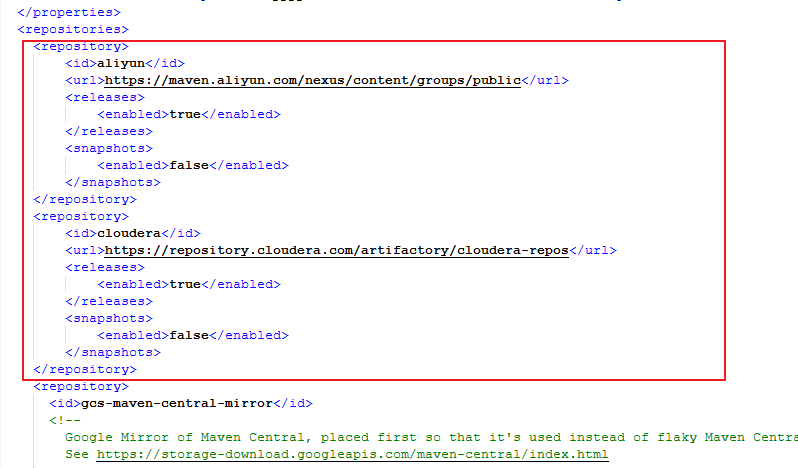 </properties>
<repositories>
<repository>
<id>aliyun</id>
<url>https://maven.aliyun.com/nexus/content/groups/public</url>
<releases>
<enabled>true</enabled>
</releases>
<snapshots>
<enabled>false</enabled>
</snapshots>
</repository>
<repository>
<id>cloudera</id>
<url>https://repository.cloudera.com/artifactory/cloudera-repos</url>
<releases>
<enabled>true</enabled>
</releases>
<snapshots>
<enabled>false</enabled>
</snapshots>
</repository>
<repository>
<id>gcs-maven-central-mirror</id>
<!--
Google Mirror of Maven Central, placed first so that it's used instead of flaky Maven Centra
See https://storage-download.googleapis.com/maven-central/index.html